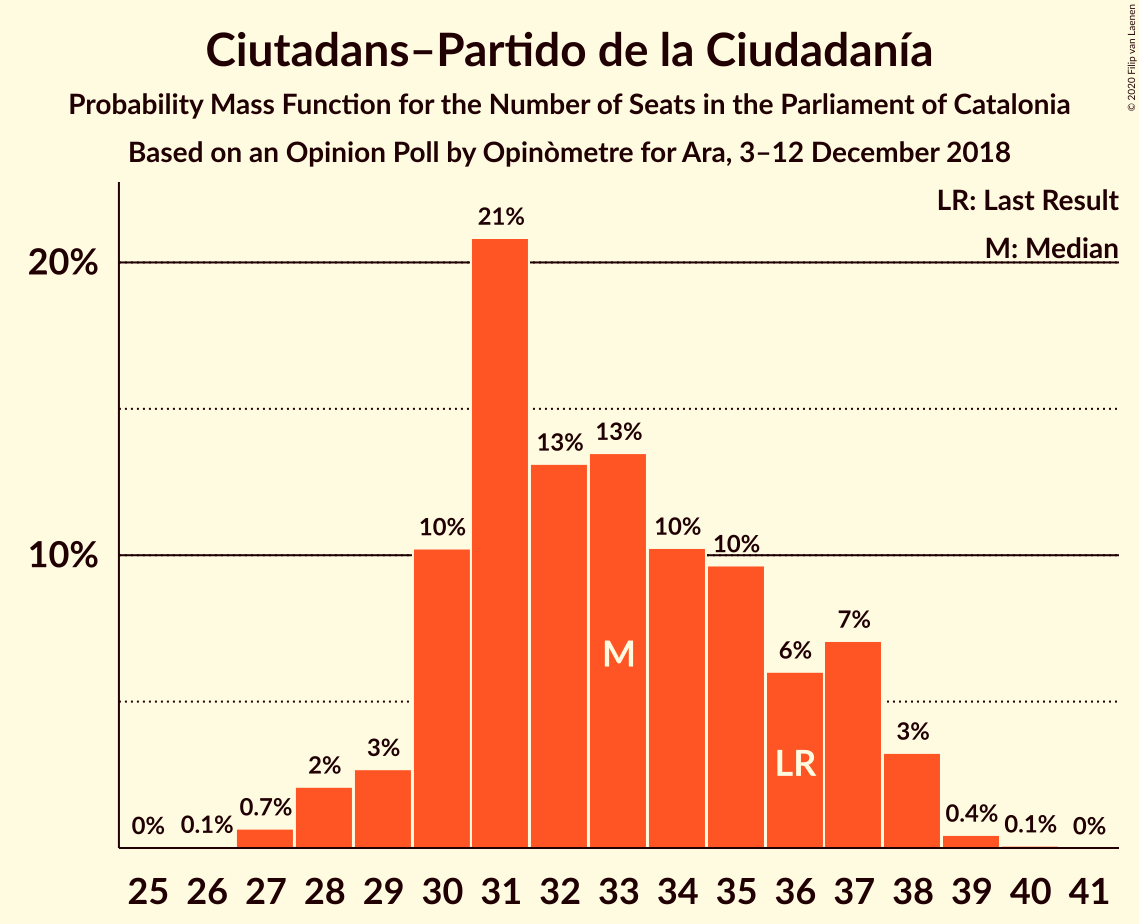 Ciutadans–Partido de la Ciudadanía
Probability Mass Function for the Number of Seats in the Parliament of Catalonia
Based on an Opinion Poll by Opinòmetre for Ara, 3–12 December 2018
© 2020 Filip van Laenen
LR: Last Result
M: Median
20%
10%
0%
0.1%
0.7%
2%
3%
10%
21%
13%
13%
10%
10%
6%
7%
3%
0.4%
0.1%
0%
M
LR
25 26 27 28 29 30 31 32 33 34 35 36 37 38 39 40 41